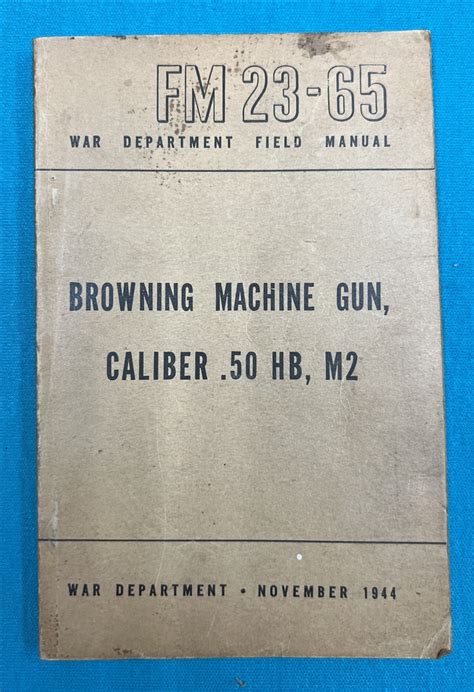 FM 23-65
WAR DEPARTMENT FIELD MANUAL
BROWNING MACHINE GUN,
CALIBER .50 HB, M2
WAR DEPARTMENT • NOVEMBER 1944